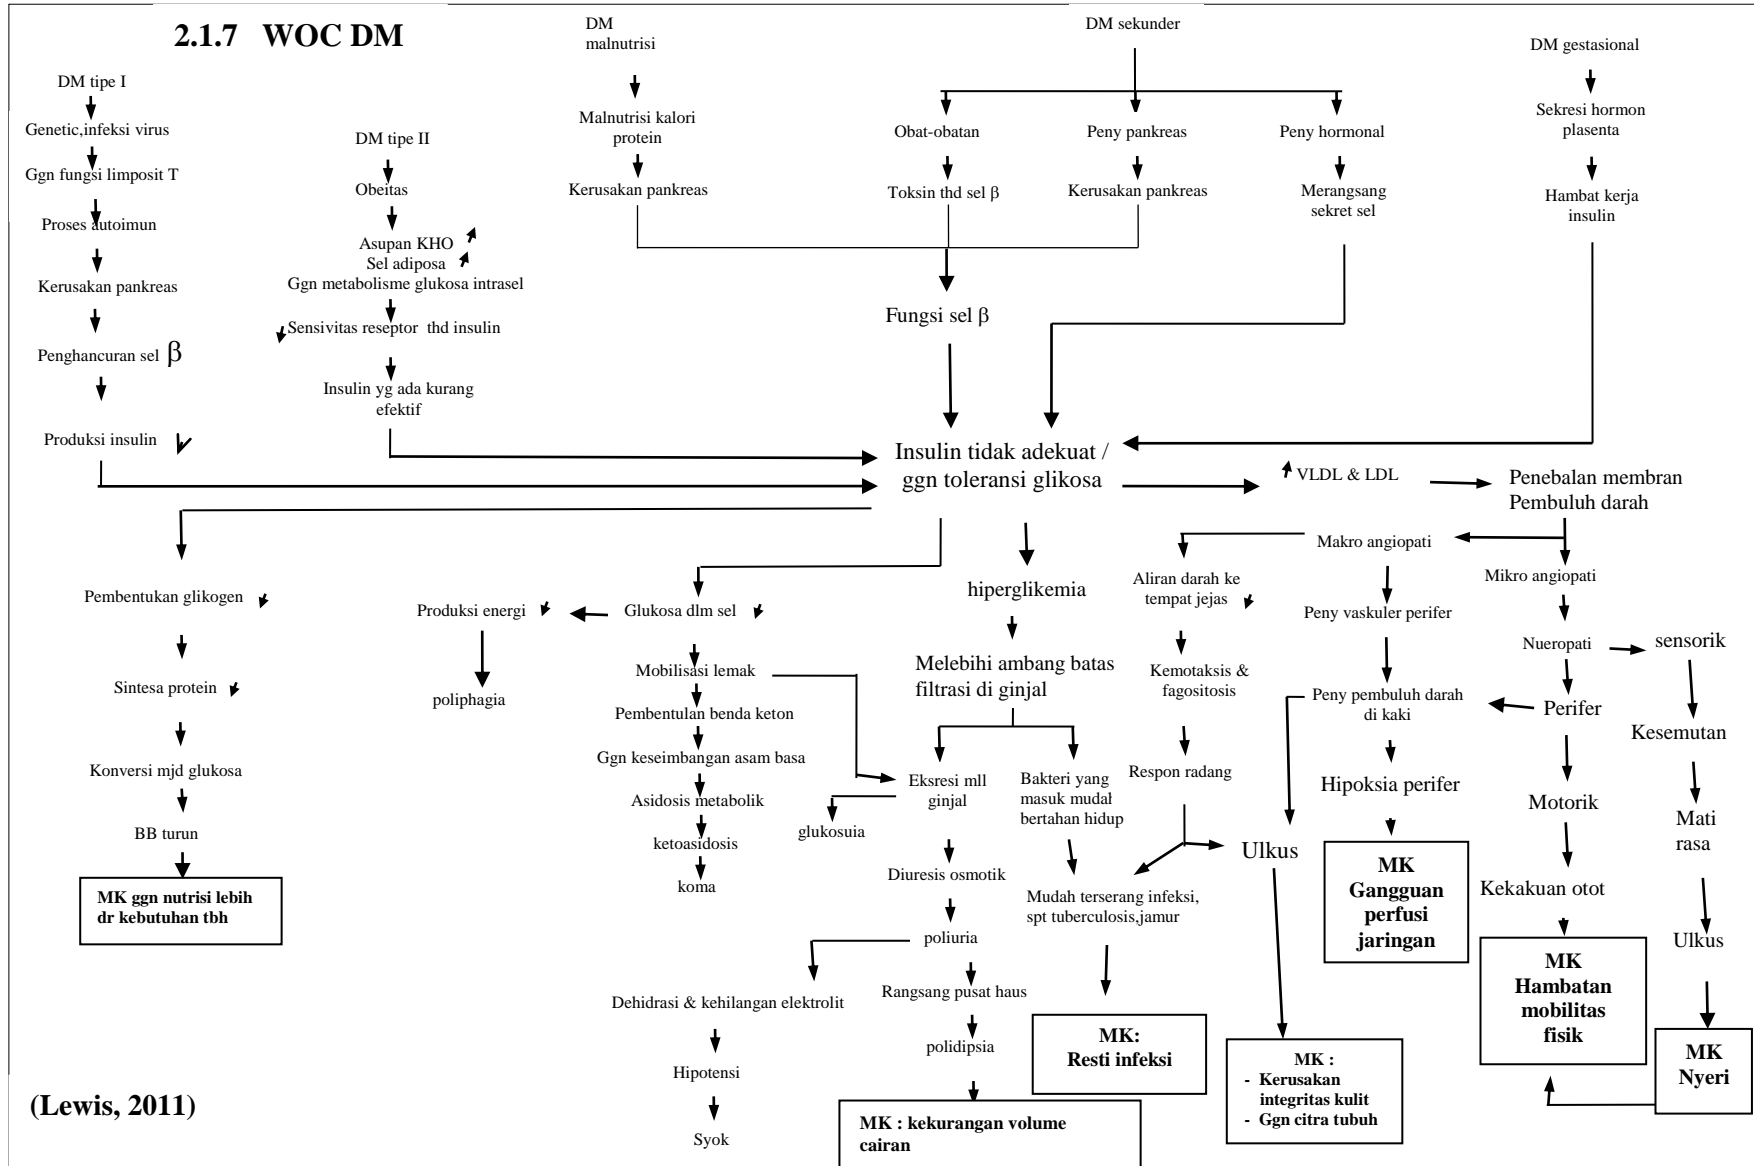 2.1.7 WOC DM
DM tipe I
Genetic,infeksi virus
Ggn fungsi limposit T
Proses autoimun
Kerusakan pankreas
Penghancuran sel β
Produksi insulin
DM tipe II
Obeitas
Asupan KHO
Sel adiposa
Ggn metabolisme glukosa intrasel
Sensivitas reseptor thd insulin
Insulin yg ada kurang
efektif
DM
malnutrisi
Malnutrisi kalori
protein
Kerusakan pankreas
DM sekunder
Obat-obatan
Toksin thd sel β
Peny pankreas
Kerusakan pankreas
Peny hormonal
Merangsang
sekret sel
DM gestasional
Sekresi hormon
plasenta
Hambat kerja
insulin
Fungsi sel β
Insulin tidak adekuat /
ggn toleransi glikosa
VLDL & LDL
Penebalan membran
Pembuluh darah
Pembentukan glikogen
Sintesa protein
Konversi mjd glukosa
BB turun
MK ggn nutrisi lebih
dr kebutuhan tbh
Produksi energi
poliphagia
Glukosa dlm sel
Mobilisasi lemak
Pembentulan benda keton
Ggn keseimbangan asam basa
Asidosis metabolik
ketoasidosis
koma
hiperglikemia
Melebihi ambang batas
filtrasi di ginjal
Eksresi mll
ginjal
glukosuia
Bakteri yang
masuk mudah
bertahan hidup
Diuresis osmotik
poliuria
Dehidrasi & kehilangan elektrolit
Hipotensi
Syok
Rangsang pusat haus
polidipsia
MK : kekurangan volume
cairan
Aliran darah ke
tempat jejas
Kemotaksis &
fagositosis
Respon radang
Mudah terserang infeksi,
spt tuberculosis,jamur
MK:
Resti infeksi
Makro angiopati
Peny vaskuler perifer
Peny pembuluh darah
di kaki
Hipoksia perifer
MK
Gangguan
perfusi
jaringan
Ulkus
MK :
- Kerusakan
integritas kulit
- Ggn citra tubuh
Mikro angiopati
Nueropati
Perifer
Motorik
Kekakuan otot
MK
Hambatan
mobilitas
fisik
sensorik
Kesemutan
Mati
rasa
Ulkus
MK
Nyeri
(Lewis, 2011)